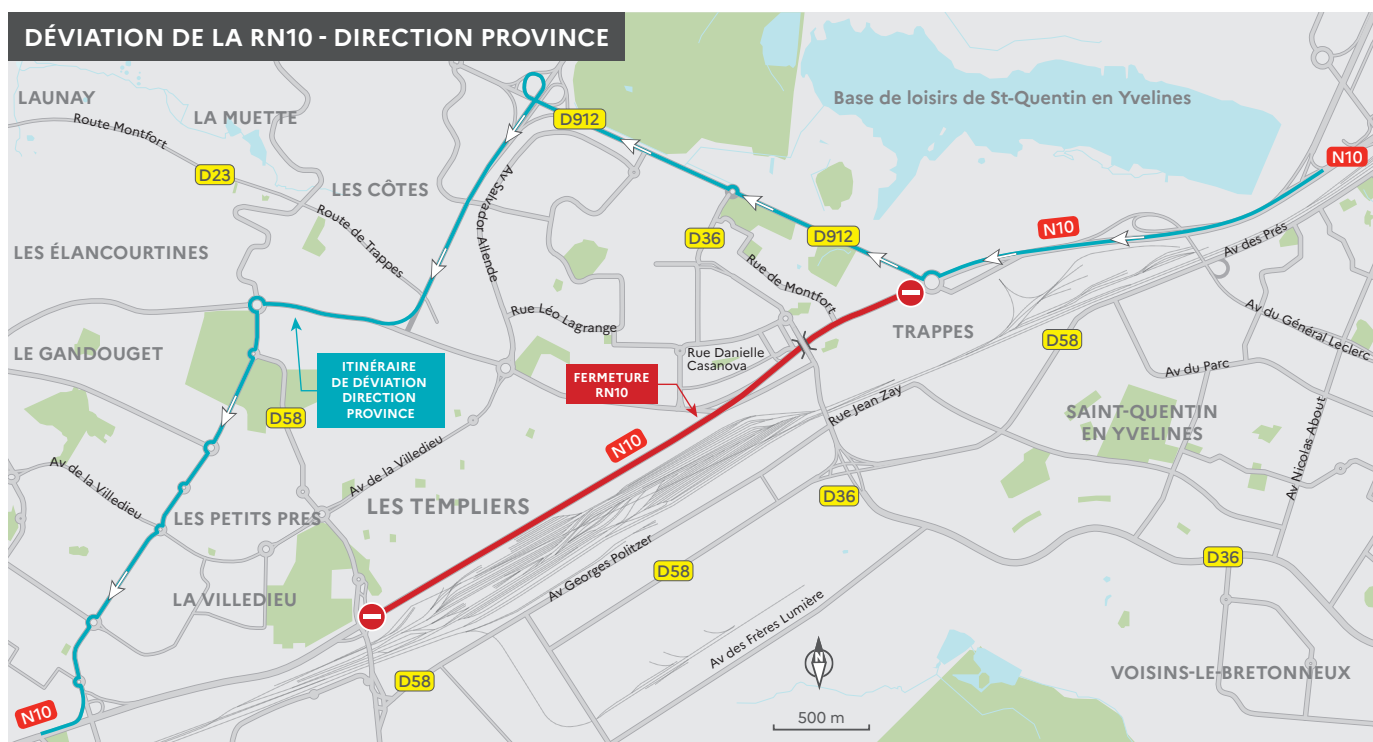 DÉVIATION DE LA RN10 - DIRECTION PROVINCE
LAUNAY
LA MUETTE
Route Montfort
D23
LES CÔTES
Route de Trappes
Av Salvador Allende
D912
Base de loisirs de St-Quentin en Yvelines
N10
N10
D912
D36
Rue de Montfort
Av des Prés
LES ÉLANCOURTINES
Rue Léo Lagrange
TRAPPES
Av du Général Leclerc
D58
LE GANDOUGET
ITINÉRAIRE
DE DÉVIATION
DIRECTION
PROVINCE
Rue Danielle
Casanova
FERMETURE
RN10
Av du Parc
Rue Jean Zay
SAINT-QUENTIN
EN YVELINES
Av Nicolas About
D58
N10
Av de la Villedieu
Av de la Villedieu
LES TEMPLIERS
LES PETITS PRES
D36
D36
Av Georges Politzer
D58
LA VILLEDIEU
Av des Frères Lumière
N
D58
VOISINS-LE-BRETONNEUX
N10
500 m